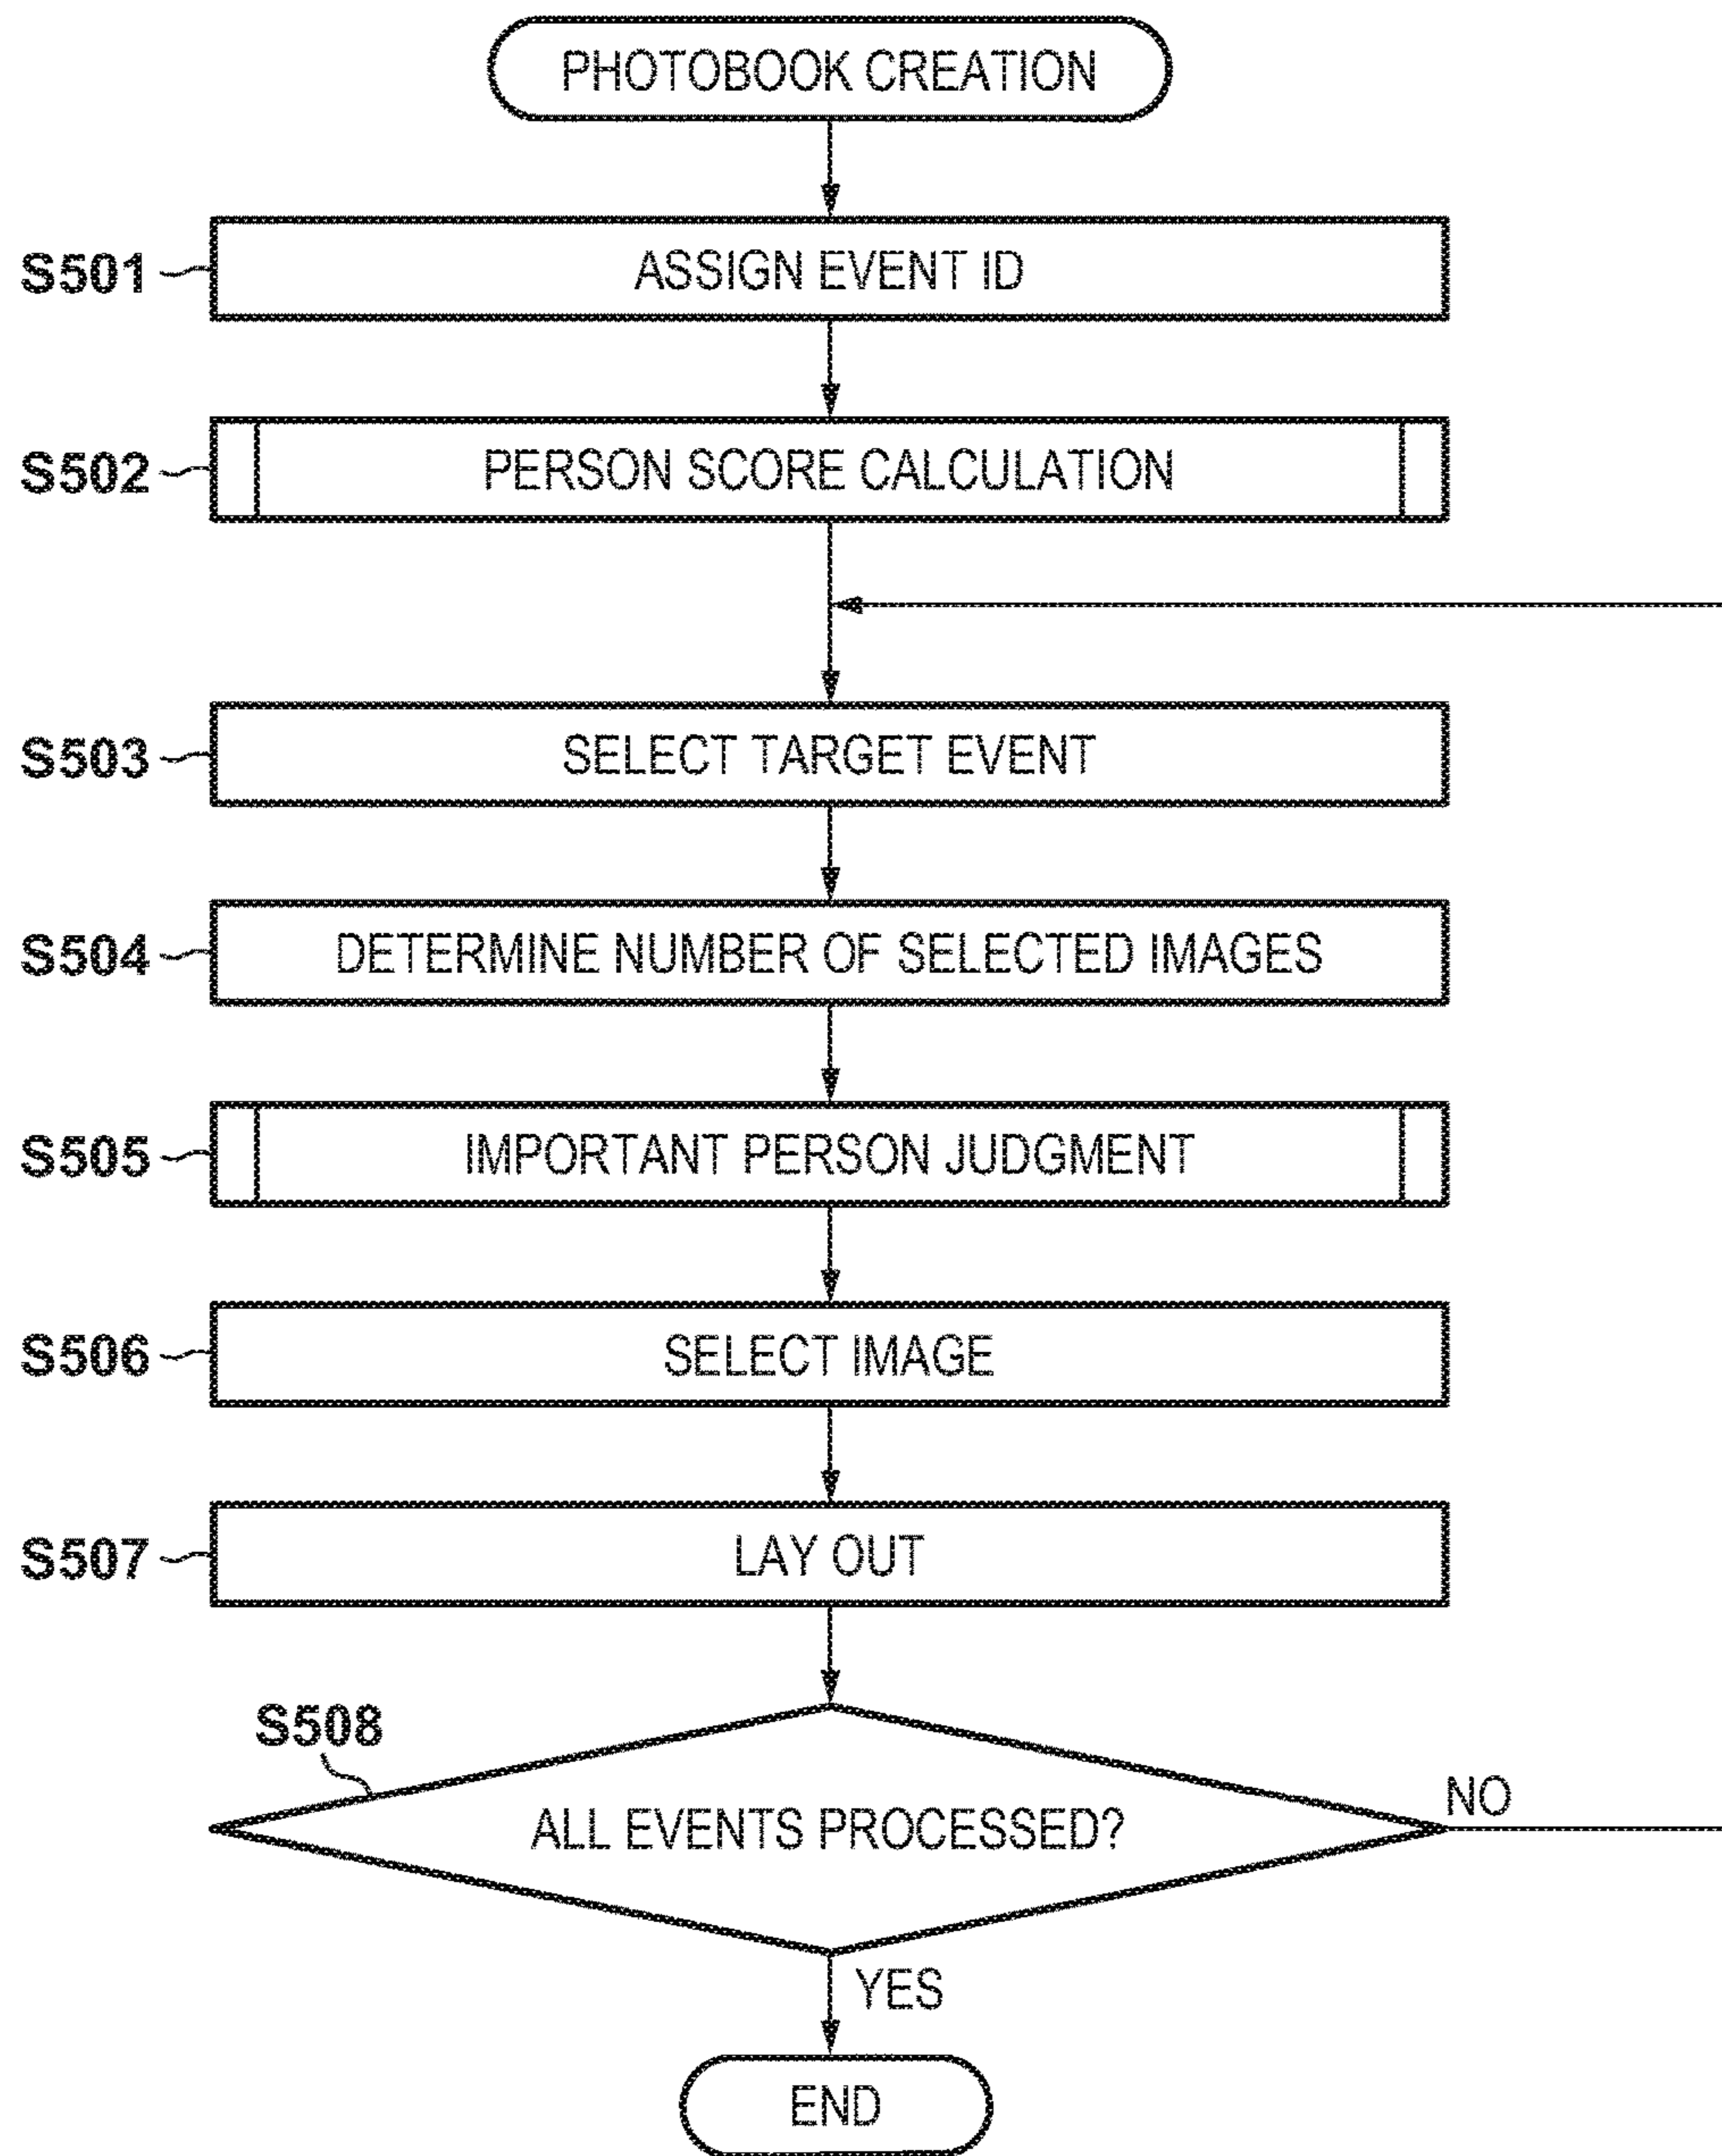 PHOTOBOOK CREATION
S501 ASSIGN EVENT ID
S502 PERSON SCORE CALCULATION
S503 SELECT TARGET EVENT
S504 DETERMINE NUMBER OF SELECTED IMAGES
S505 IMPORTANT PERSON JUDGMENT
S506 SELECT IMAGE
S507 LAY OUT
S508
ALL EVENTS PROCESSED?
NO
YES
END